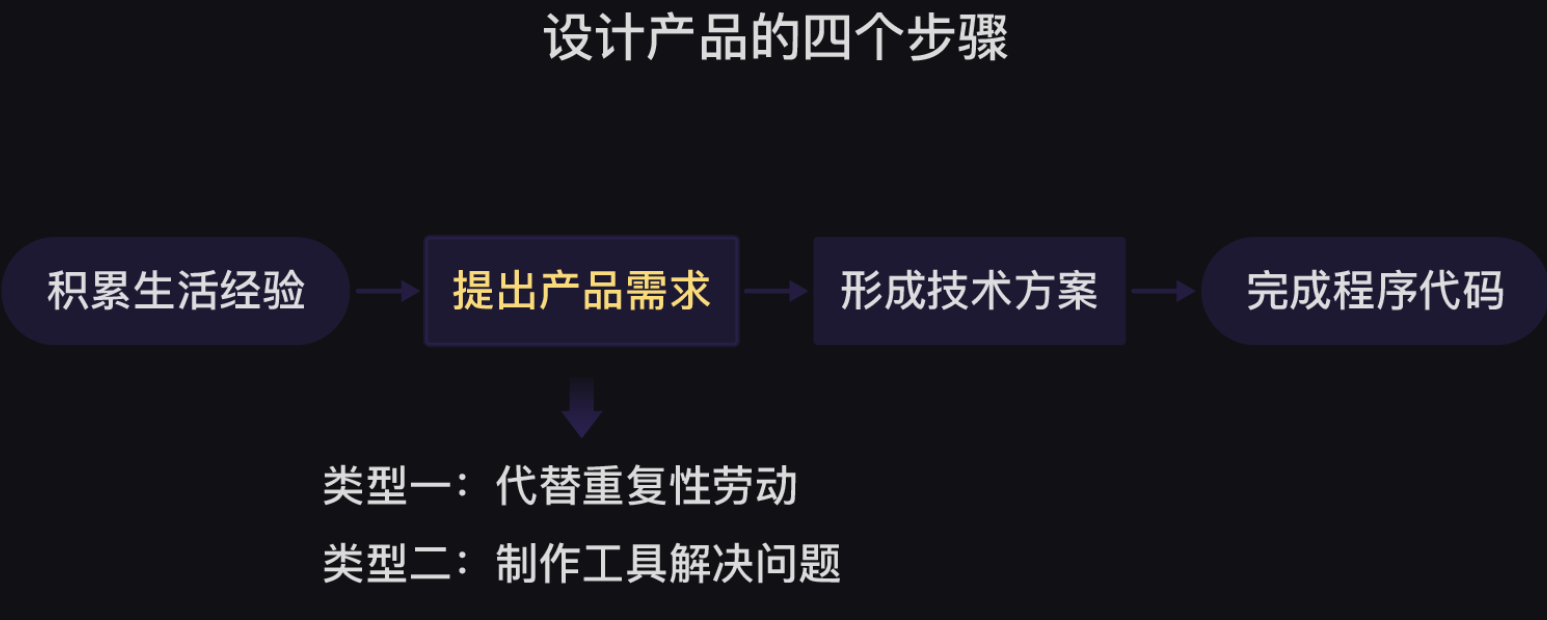 设计产品的四个步骤
积累生活经验
提出产品需求
形成技术方案
完成程序代码
类型一：代替重复性劳动
类型二：制作工具解决问题